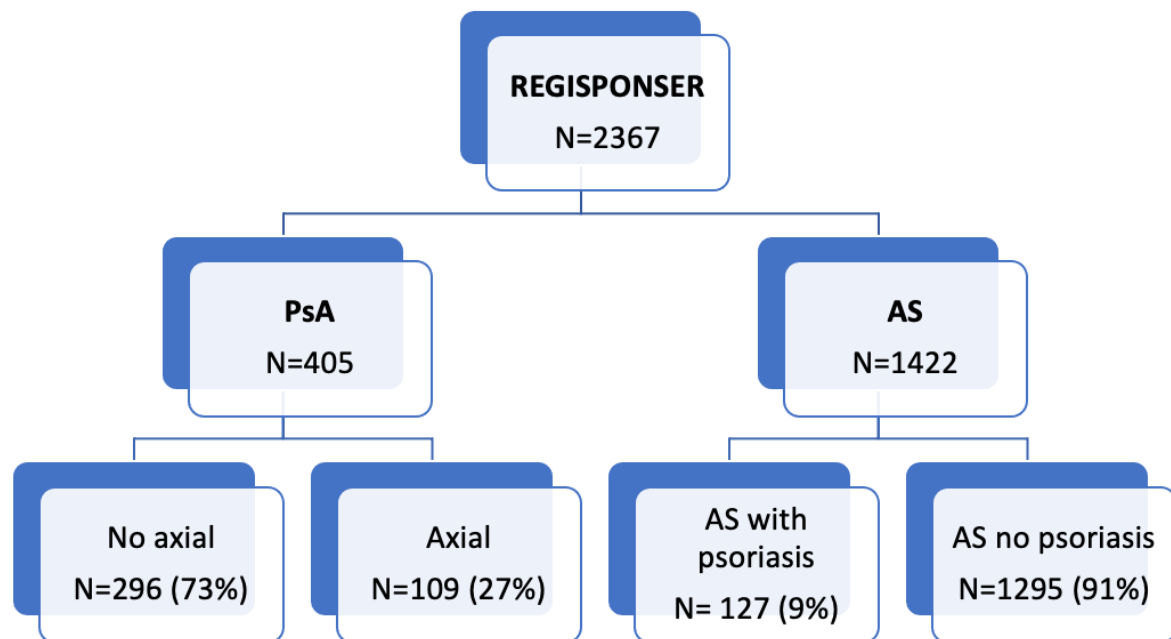 REGISPONSER
N=2367
PsA
N=405
AS
N=1422
No axial
N=296 (73%)
Axial
N=109 (27%)
AS with
psoriasis
N= 127 (9%)
AS no psoriasis
N=1295 (91%)